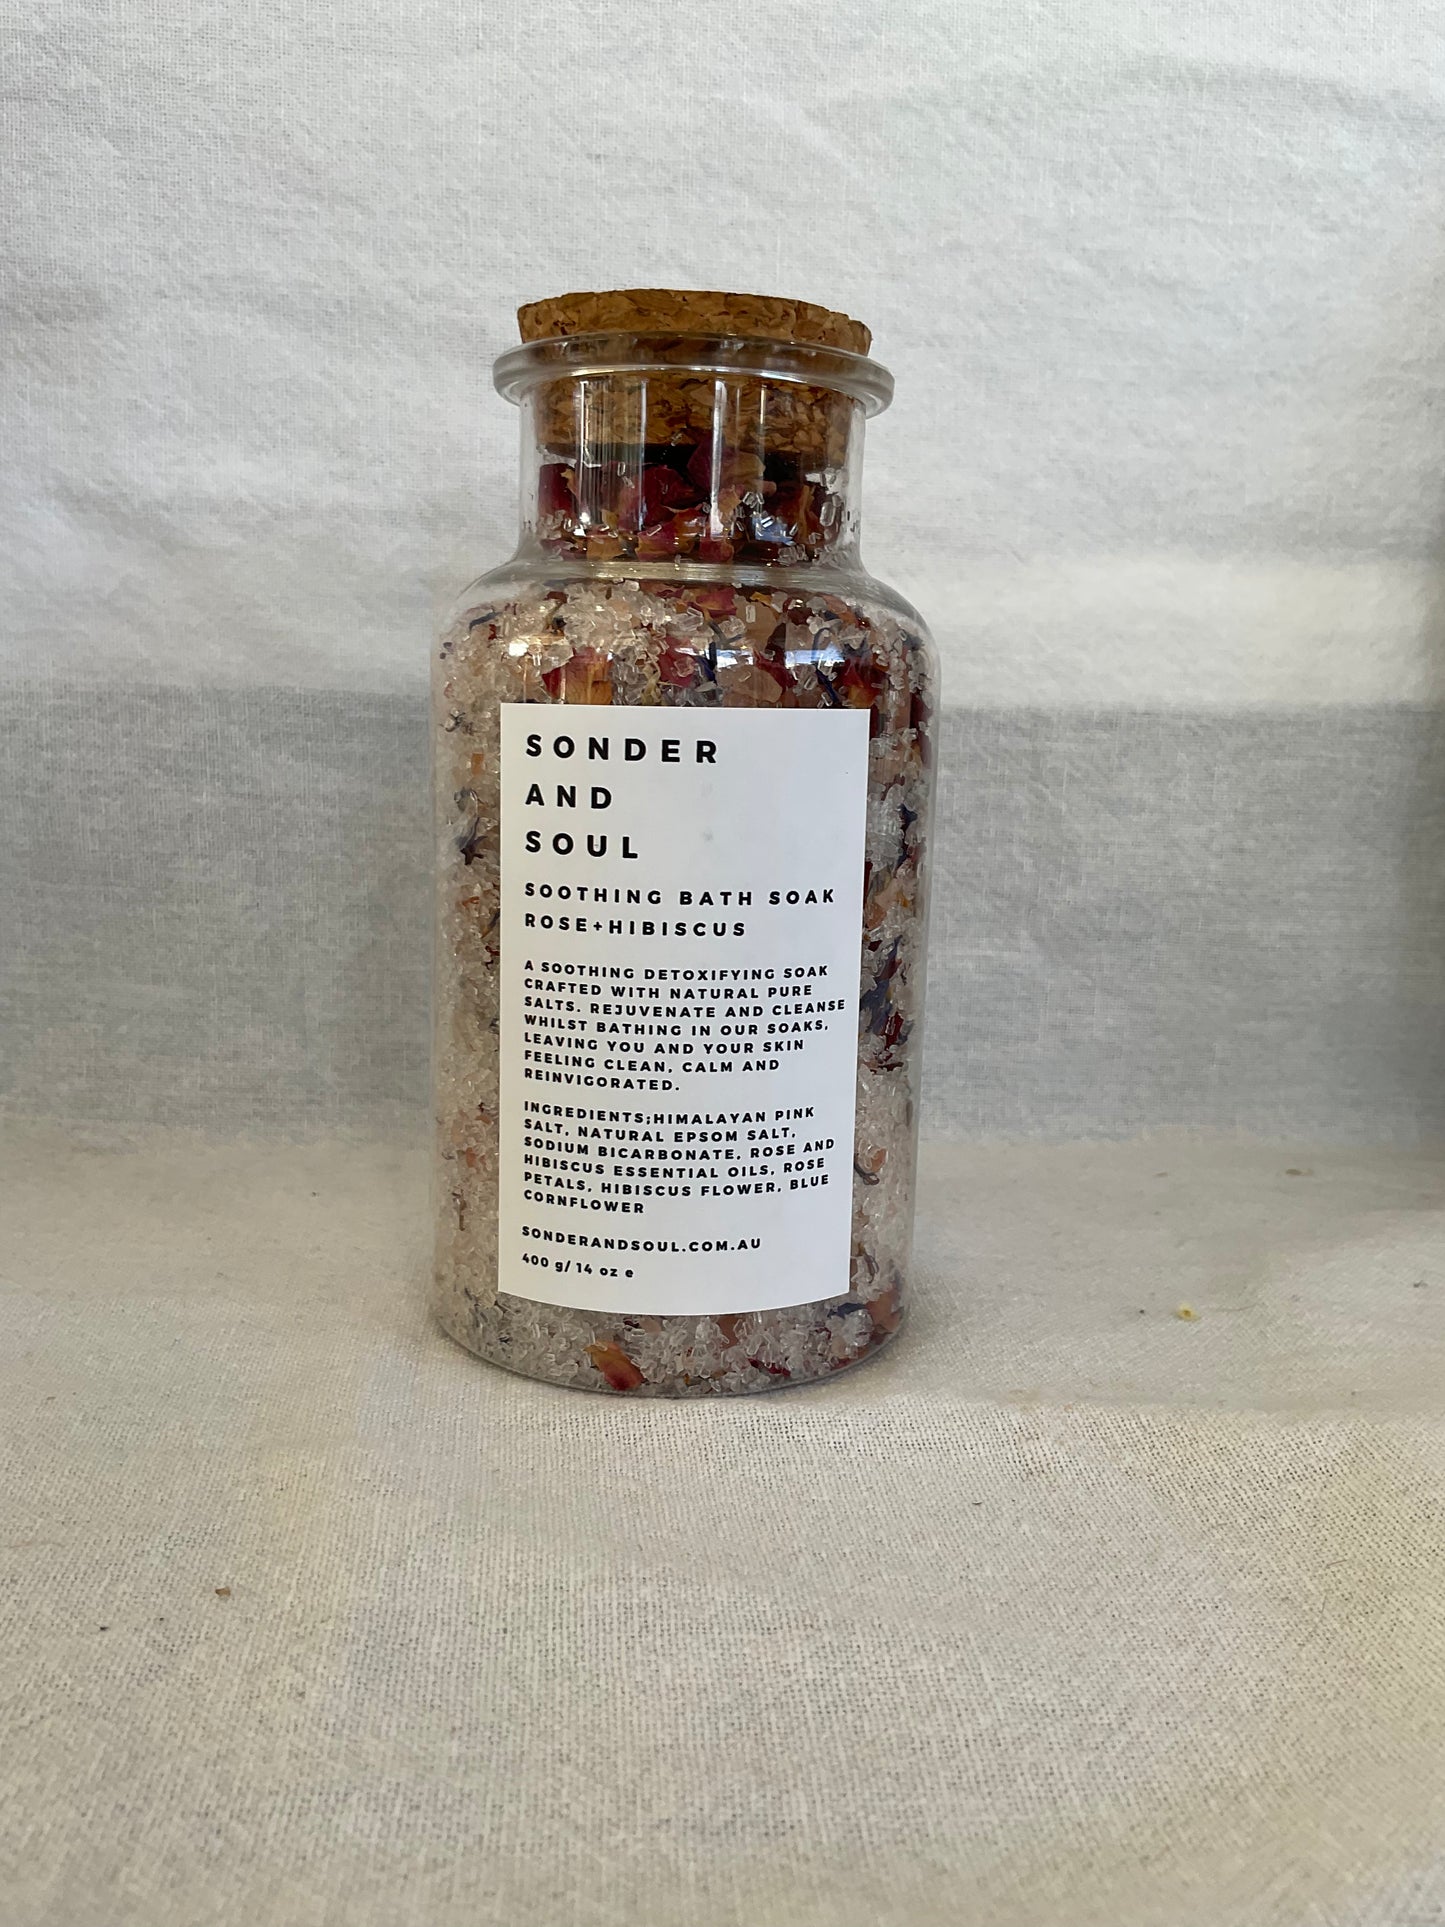 SONDER
AND
SOUL
SOOTHING BATH SOAK
ROSE+HIBISCUS
A SOOTHING DETOXIFYING SOAK
CRAFTED WITH NATURAL PURE
SALTS. REJUVENATE AND CLEANSE
WHILST BATHING IN OUR SOAKS,
LEAVING YOU AND YOUR SKIN
FEELING CLEAN, CALM AND
REINVIGORATED.
INGREDIENTS;HIMALAYAN PINK
SALT, NATURAL EPSOM SALT,
SODIUM BICARBONATE, ROSE AND
HIBISCUS ESSENTIAL OILS, ROSE
PETALS, HIBISCUS FLOWER, BLUE
CORNFLOWER
SONDERANDSOUL.COM.AU
400 g/ 14 oz e